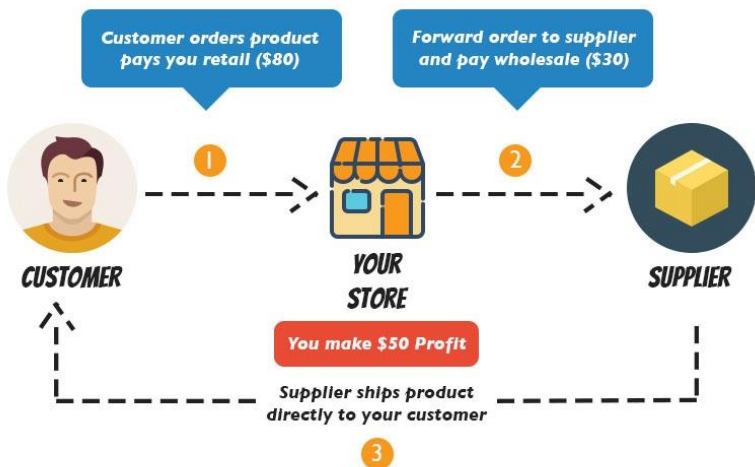 Customer orders product
pays you retail ($80)
Forward order to supplier
and pay wholesale ($30)
1
2
CUSTOMER
YOUR
STORE
SUPPLIER
You make $50 Profit
Supplier ships product
directly to your customer
3